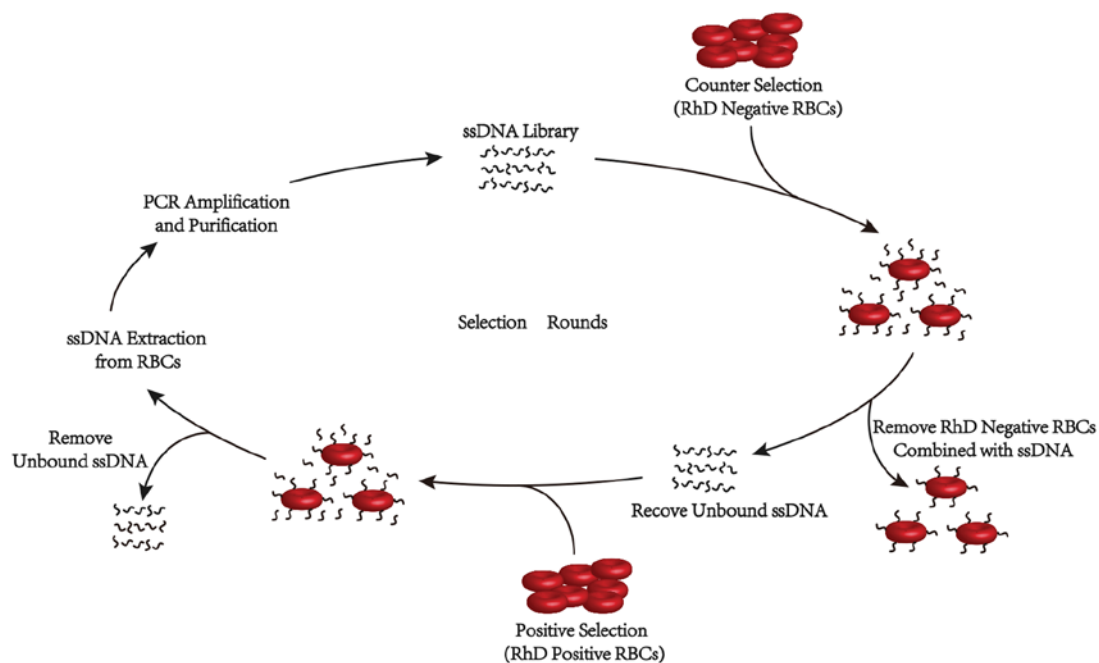 Counter Selection
(RhD Negative RBCs)
ssDNA Library
PCR Amplification
and Purification
Selection Rounds
ssDNA Extraction
from RBCs
Remove RhD Negative RBCs
Combined with ssDNA
Remove
Unbound ssDNA
Recove Unbound ssDNA
Positive Selection
(RhD Positive RBCs)